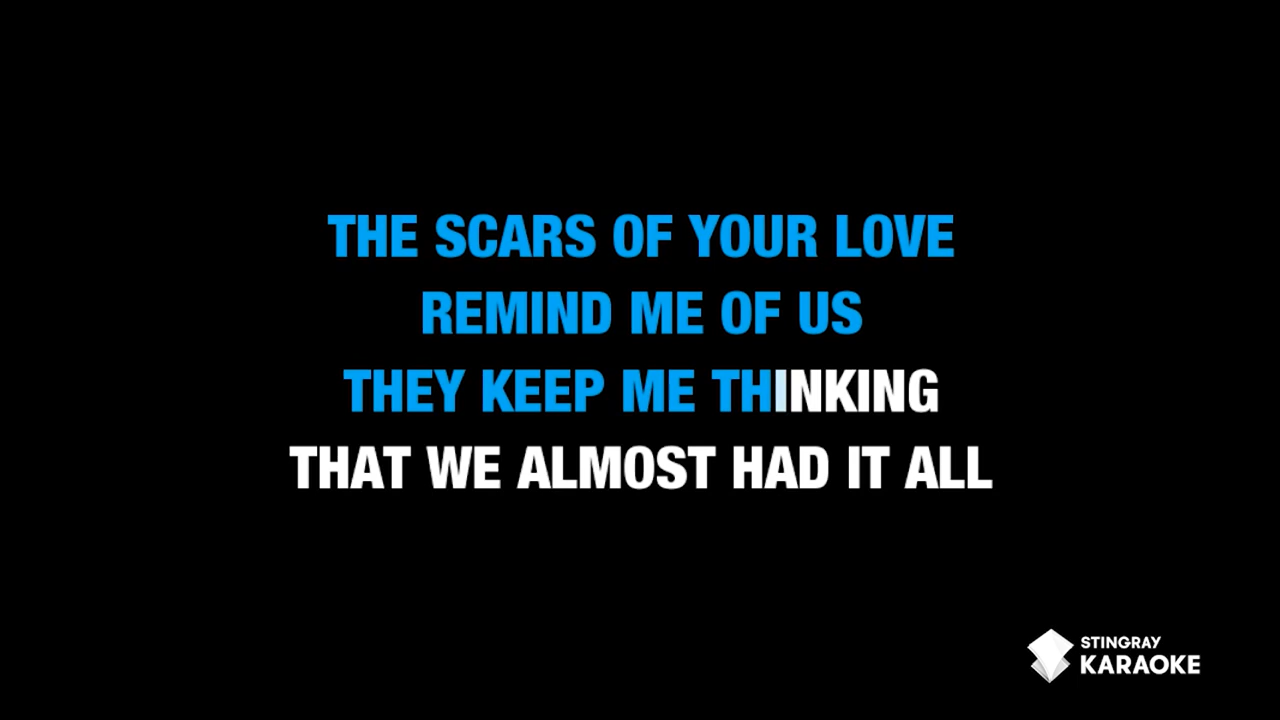 THE SCARS OF YOUR LOVE
REMIND ME OF US
THEY KEEP ME THINKING
THAT WE ALMOST HAD IT ALL
STINGRAY
KARAOKE